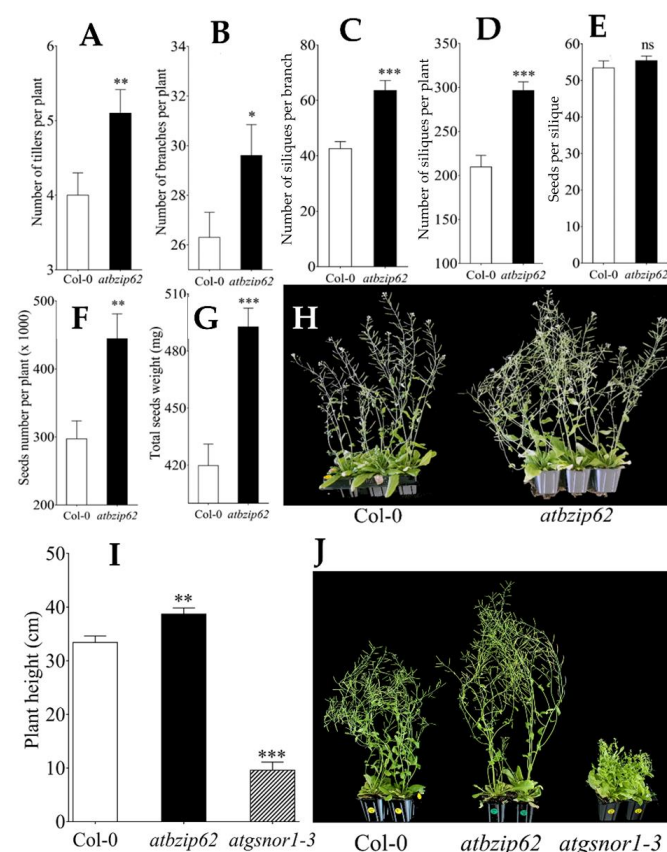 A
Number of tillers per plant
6
5
4
3
**
Col-0 atbzip62
B
Number of branches per plant
34
32
30
28
26
*
Col-0 atbzip62
C
Number of siliques per branch
80
60
40
20
0
***
Col-0 atbzip62
D
Number of siliques per plant
350
300
250
200
150
100
***
Col-0 atbzip62
E
Seeds per silique
60
50
40
30
20
10
0
ns
Col-0 atbzip62
F
Seeds number per plant (x 1000)
500
400
300
200
**
Col-0 atbzip62
G
Total seeds weight (mg)
510
480
450
420
***
Col-0 atbzip62
H
Col-0 atbzip62
I
Plant height (cm)
50
40
30
20
10
0
**
***
Col-0 atbzip62 atgsnor1-3
J
Col-0 atbzip62 atgsnor1-3